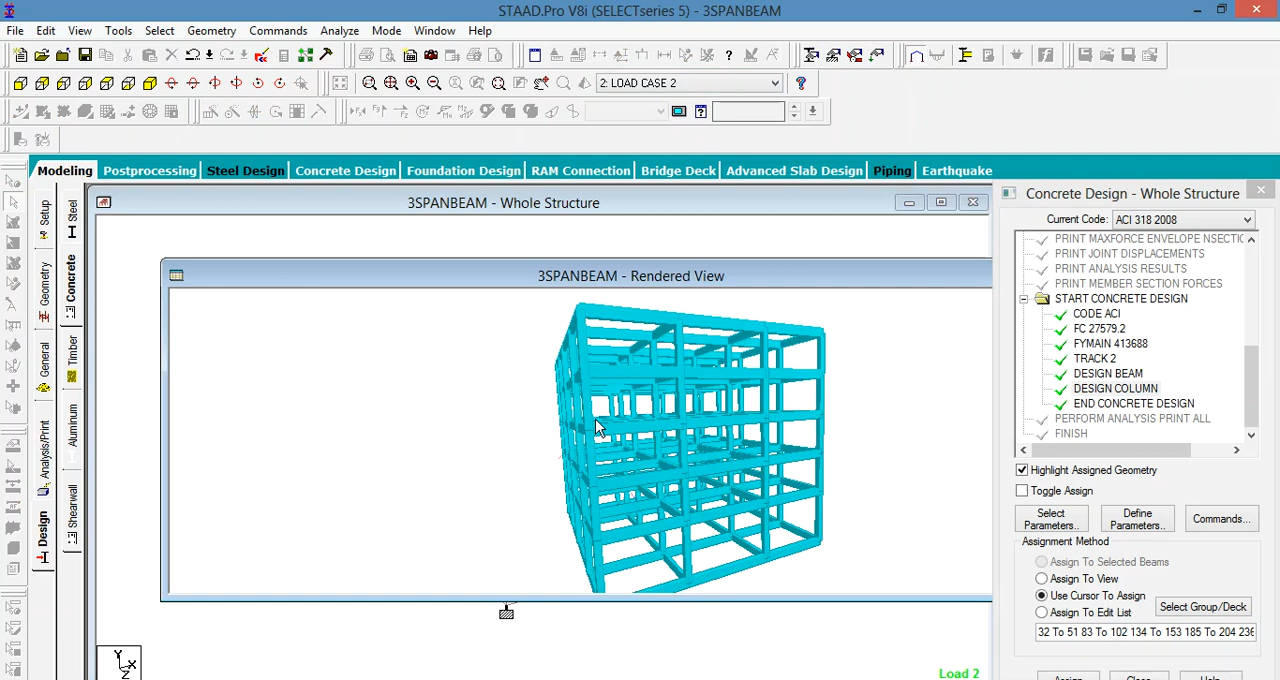 STAAD.Pro V8i (SELECTseries 5) - 3SPANBEAM
File Edit View Tools Select Geometry Commands Analyze Mode Window Help
2: LOAD CASE 2
Modeling Postprocessing Steel Design Concrete Design Foundation Design RAM Connection Bridge Deck Advanced Slab Design Piping Earthquake
Setup
Geometry
General
Analysis/Print
Design
Steel
Concrete
Timber
Aluminum
Shearwall
3SPANBEAM - Whole Structure
3SPANBEAM - Rendered View
Y
X
Z
Load 2
Concrete Design - Whole Structure
Current Code: ACI 318 2008
PRINT MAXFORCE ENVELOPE NSECTIC
PRINT JOINT DISPLACEMENTS
PRINT ANALYSIS RESULTS
PRINT MEMBER SECTION FORCES
START CONCRETE DESIGN
CODE ACI
FC 27579.2
FYMAIN 413688
TRACK 2
DESIGN BEAM
DESIGN COLUMN
END CONCRETE DESIGN
PERFORM ANALYSIS PRINT ALL
FINISH
Highlight Assigned Geometry
Toggle Assign
Select Parameters..
Define Parameters..
Commands...
Assignment Method
Assign To Selected Beams
Assign To View
Use Cursor To Assign
Assign To Edit List
Select Group/Deck
32 To 51 83 To 102 134 To 153 185 To 204 236
Assign Close Help